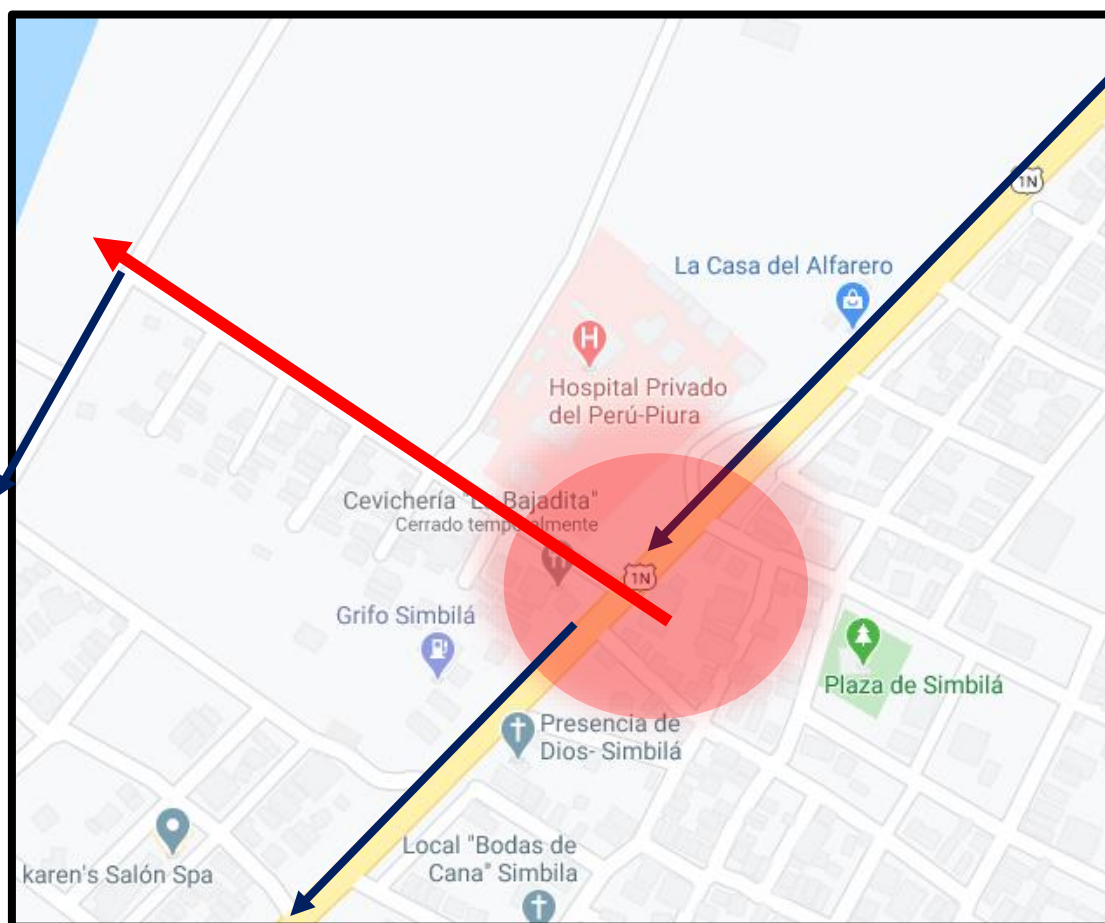 1N
La Casa del Alfarero
H
Hospital Privado
del Perú-Piura
Cevichería "La Bajadita"
Cerrado temporalmente
1N
Grifo Simbilá
Plaza de Simbilá
Presencia de
Dios- Simbilá
Local "Bodas de
Cana" Simbila
karen's Salón Spa